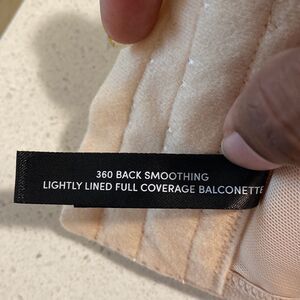 360 BACK SMOOTHING
LIGHTLY LINED FULL COVERAGE BALCONETTE